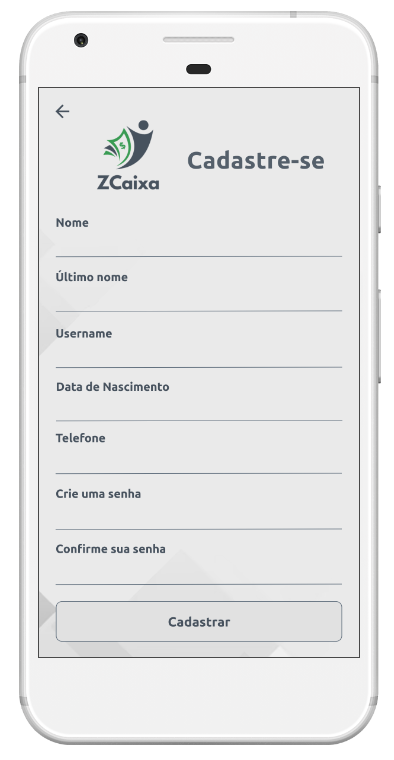 ZCaixa
Cadastre-se
Nome
Último nome
Username
Data de Nascimento
Telefone
Crie uma senha
Confirme sua senha
Cadastrar